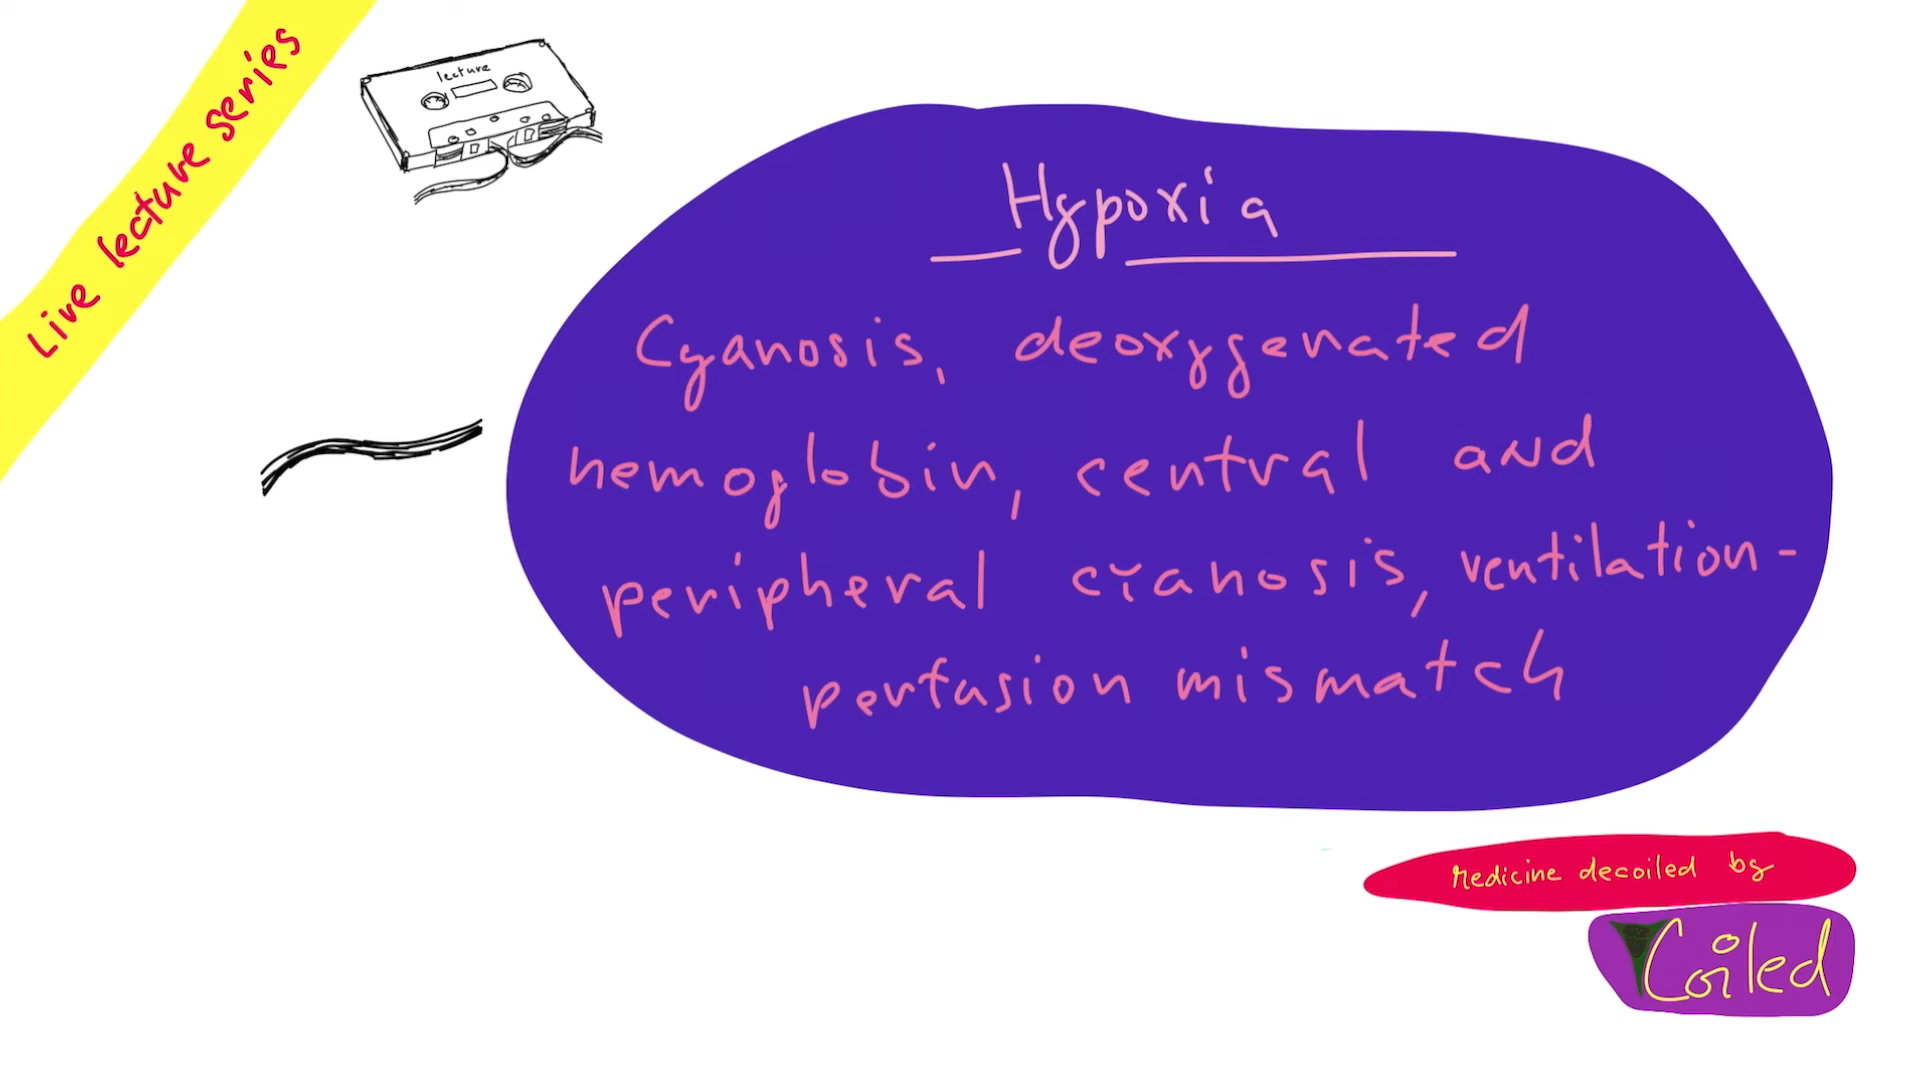 Live lecture series
lecture
Hypoxia
Cyanosis, deoxygenated
hemoglobin, central and
peripheral cyanosis, ventilation-
perfusion mismatch
Medicine decoiled by
Coiled